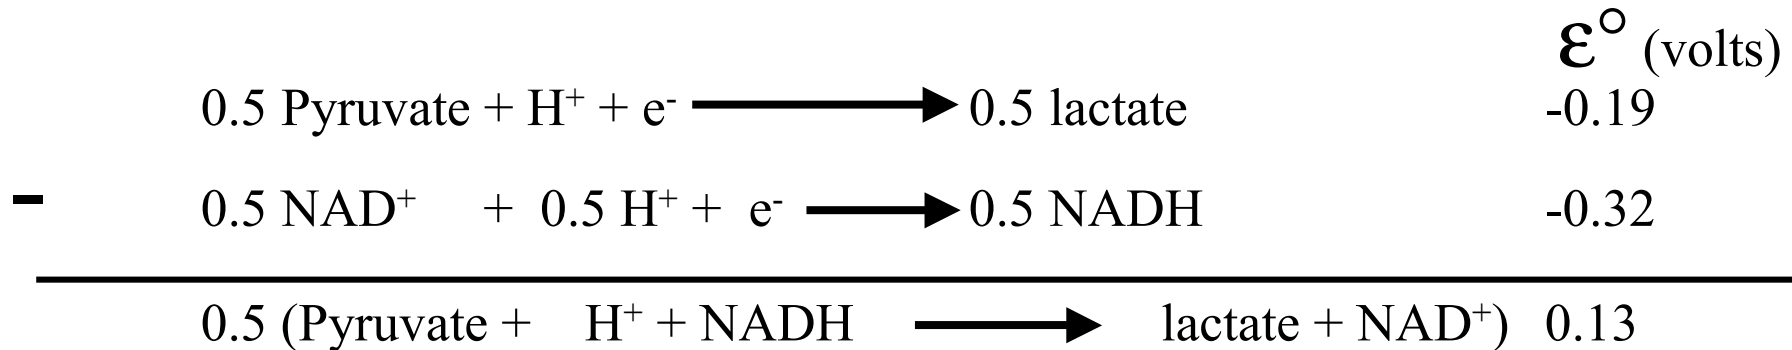 ε° (volts)
0.5 Pyruvate + H⁺ + e⁻ ⟶ 0.5 lactate -0.19
- 0.5 NAD⁺ + 0.5 H⁺ + e⁻ ⟶ 0.5 NADH -0.32
0.5 (Pyruvate + H⁺ + NADH ⟶ lactate + NAD⁺) 0.13